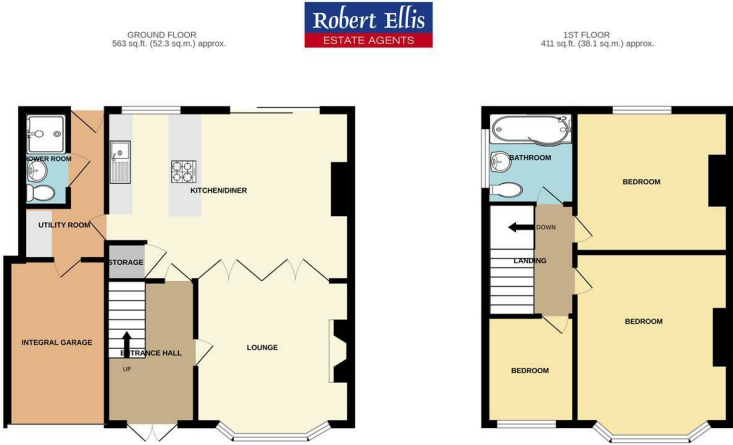 Robert Ellis
ESTATE AGENTS
GROUND FLOOR
563 sq.ft. (52.3 sq.m.) approx.
1ST FLOOR
411 sq.ft. (38.1 sq.m.) approx.
SHOWER ROOM
UTILITY ROOM
KITCHEN/DINER
STORAGE
INTEGRAL GARAGE
ENTRANCE HALL
UP
LOUNGE
BATHROOM
BEDROOM
DOWN
LANDING
BEDROOM
BEDROOM